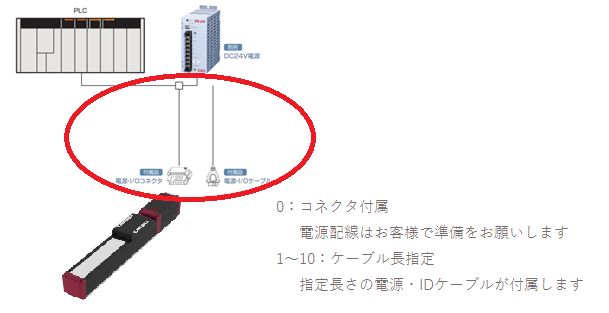 PLC
PS-24
別売
DC24V電源
付属品
電源・I/Oコネクタ
付属品
電源・I/Oケーブル
0：コネクタ付属
電源配線はお客様で準備をお願いします
1～10：ケーブル長指定
指定長さの電源・IDケーブルが付属します